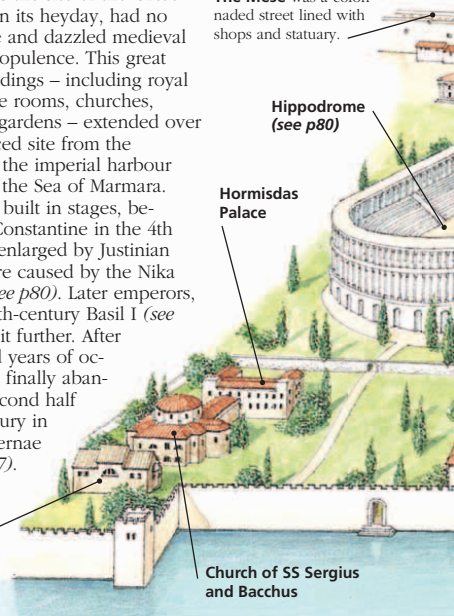 n its heyday, had no
e and dazzled medieval
opulence. This great
dings – including royal
e rooms, churches,
gardens – extended over
ced site from the
the imperial harbour
the Sea of Marmara.
built in stages, be-
Constantine in the 4th
enlarged by Justinian
re caused by the Nika
ee p80). Later emperors,
th-century Basil I (see
it further. After
d years of oc-
finally aban-
cond half
ury in
ernae
7).
The Mese was a colon-
naded street lined with
shops and statuary.
Hippodrome
(see p80)
Hormisdas
Palace
Church of SS Sergius
and Bacchus